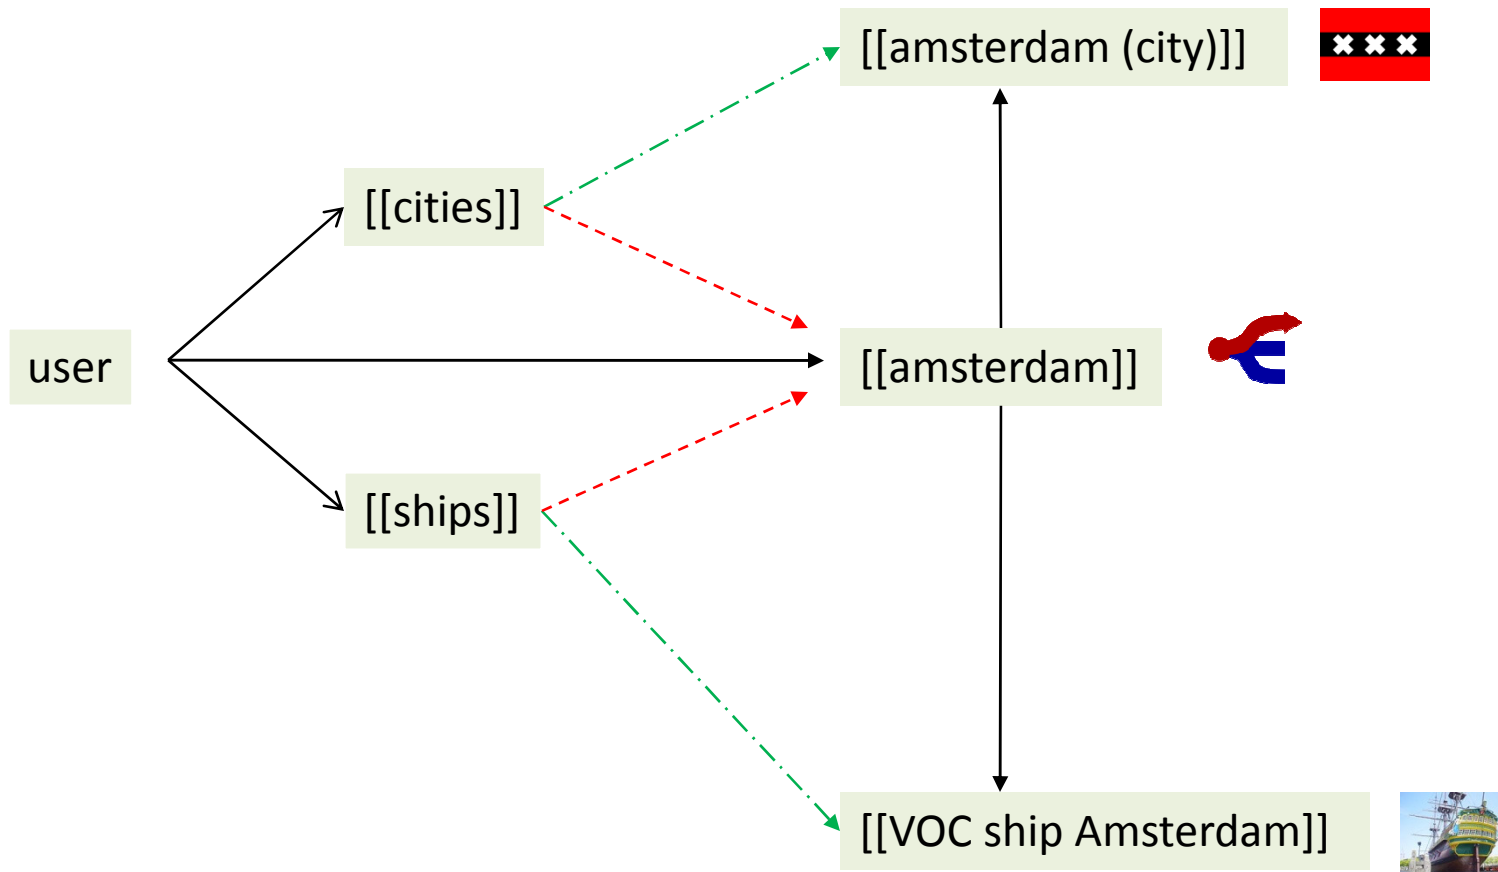 [[amsterdam (city)]]
[[cities]]
user
[[amsterdam]]
[[ships]]
[[VOC ship Amsterdam]]